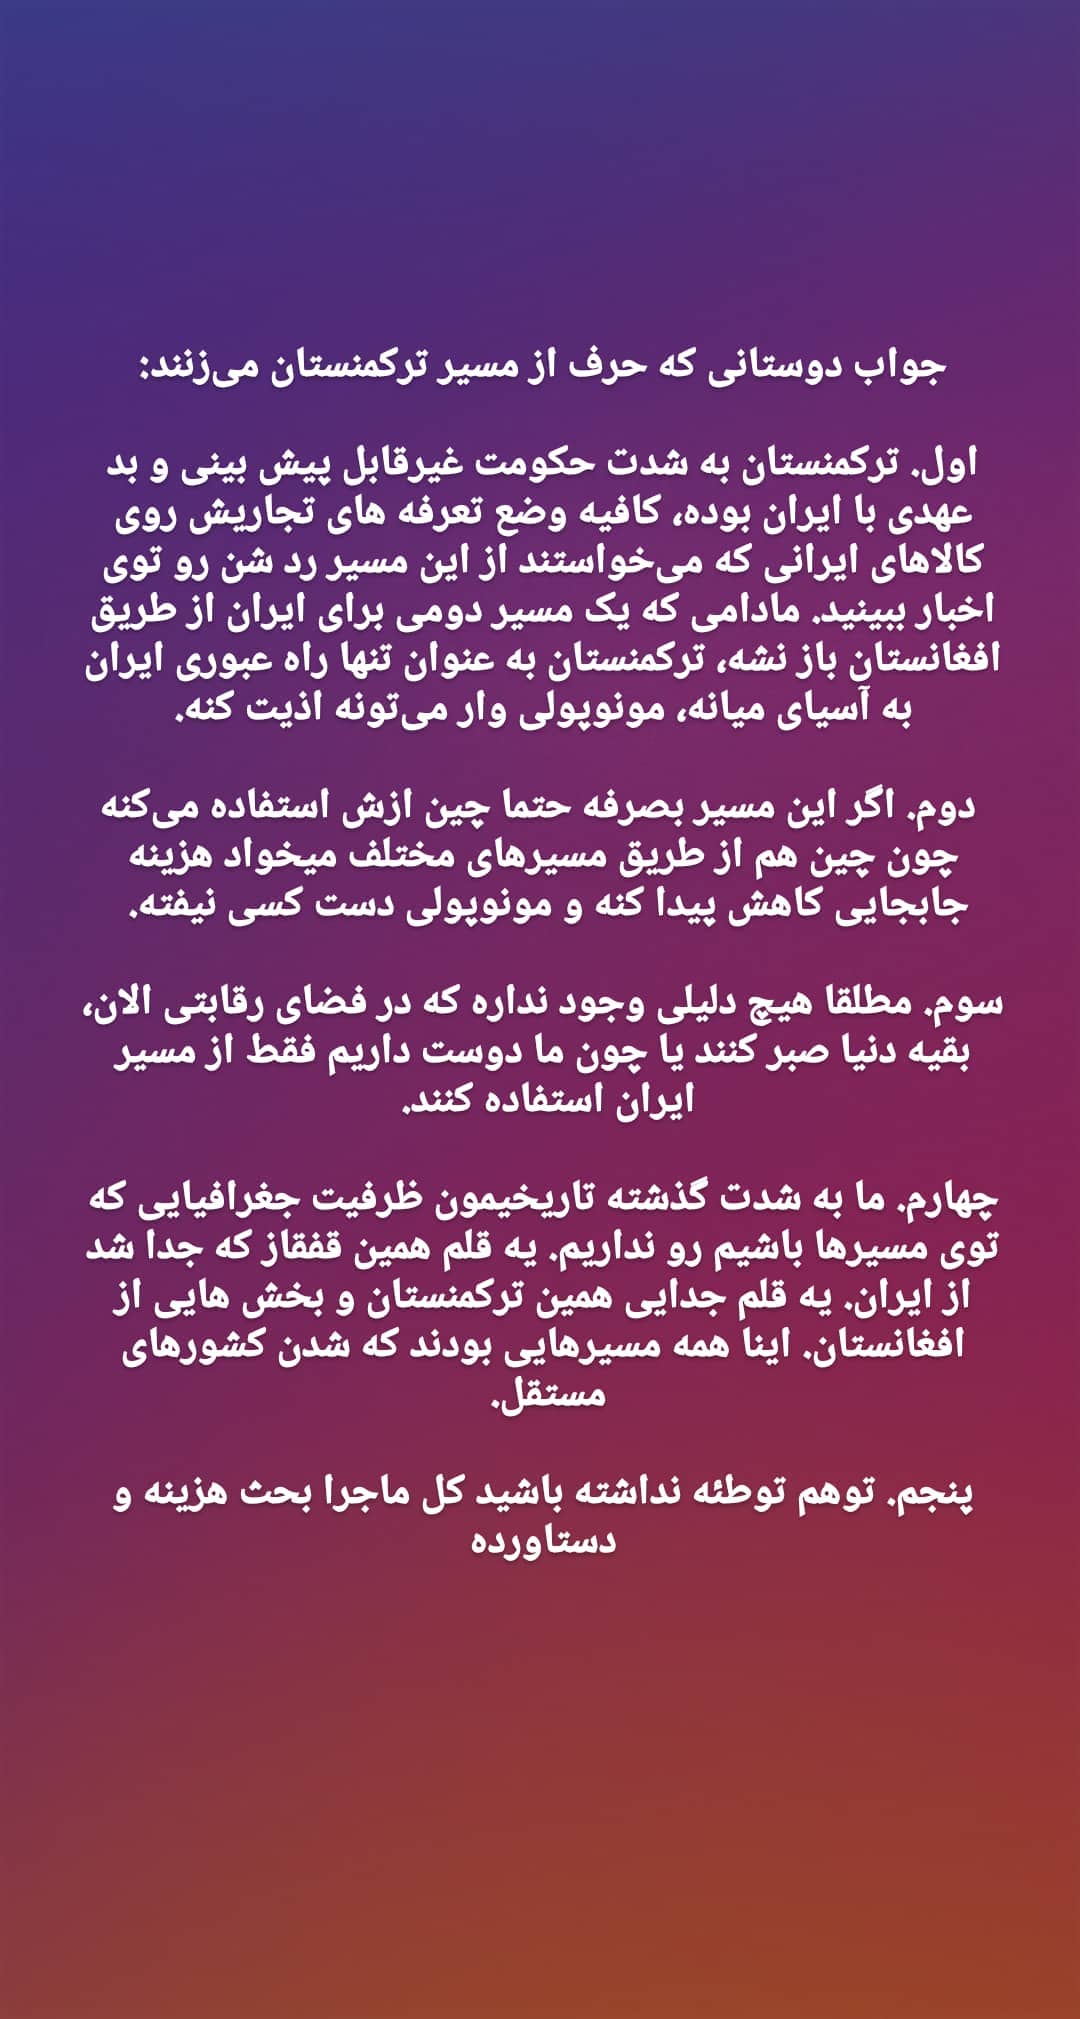 جواب دوستانی که حرف از مسیر ترکمنستان می‌زنند:
اول. ترکمنستان به شدت حکومت غیرقابل پیش بینی و بد
عهدی با ایران بوده، کافیه وضع تعرفه های تجاریش روی
کالاهای ایرانی که می‌خواستند از این مسیر رد شن رو توی
اخبار ببینید. مادامی که یک مسیر دومی برای ایران از طریق
افغانستان باز نشه، ترکمنستان به عنوان تنها راه عبوری ایران
به آسیای میانه، مونوپولی وار می‌تونه اذیت کنه.
دوم. اگر این مسیر بصرفه حتما چین ازش استفاده می‌کنه
چون چین هم از طریق مسیرهای مختلف میخواد هزینه
جابجایی کاهش پیدا کنه و مونوپولی دست کسی نیفته.
سوم. مطلقا هیچ دلیلی وجود نداره که در فضای رقابتی الان،
بقیه دنیا صبر کنند یا چون ما دوست داریم فقط از مسیر
ایران استفاده کنند.
چهارم. ما به شدت گذشته تاریخیمون ظرفیت جغرافیایی که
توی مسیرها باشیم رو نداریم. یه قلم همین قفقاز که جدا شد
از ایران. یه قلم جدایی همین ترکمنستان و بخش هایی از
افغانستان. اینا همه مسیرهایی بودند که شدن کشورهای
مستقل.
پنجم. توهم توطئه نداشته باشید کل ماجرا بحث هزینه و
دستاورده